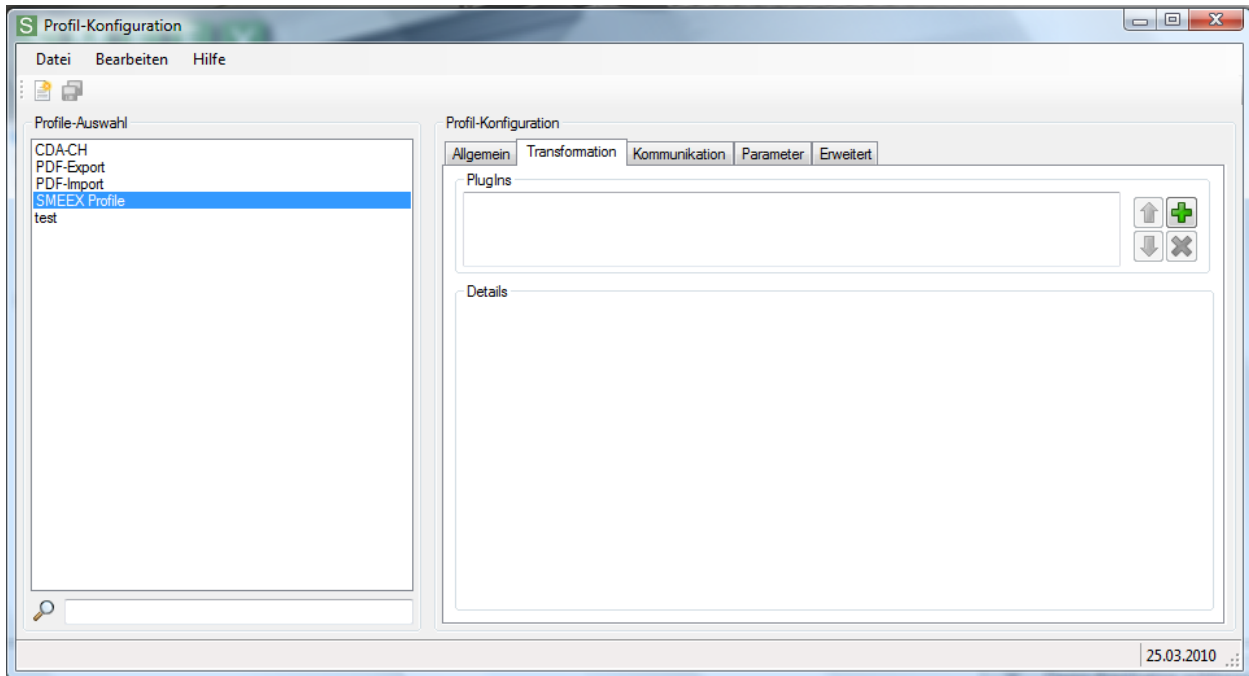 S Profil-Konfiguration
Datei Bearbeiten Hilfe
Profile-Auswahl
CDA-CH
PDF-Export
PDF-Import
SMEEX Profile
test
Profil-Konfiguration
Allgemein Transformation Kommunikation Parameter Erweitert
PlugIns
Details
25.03.2010